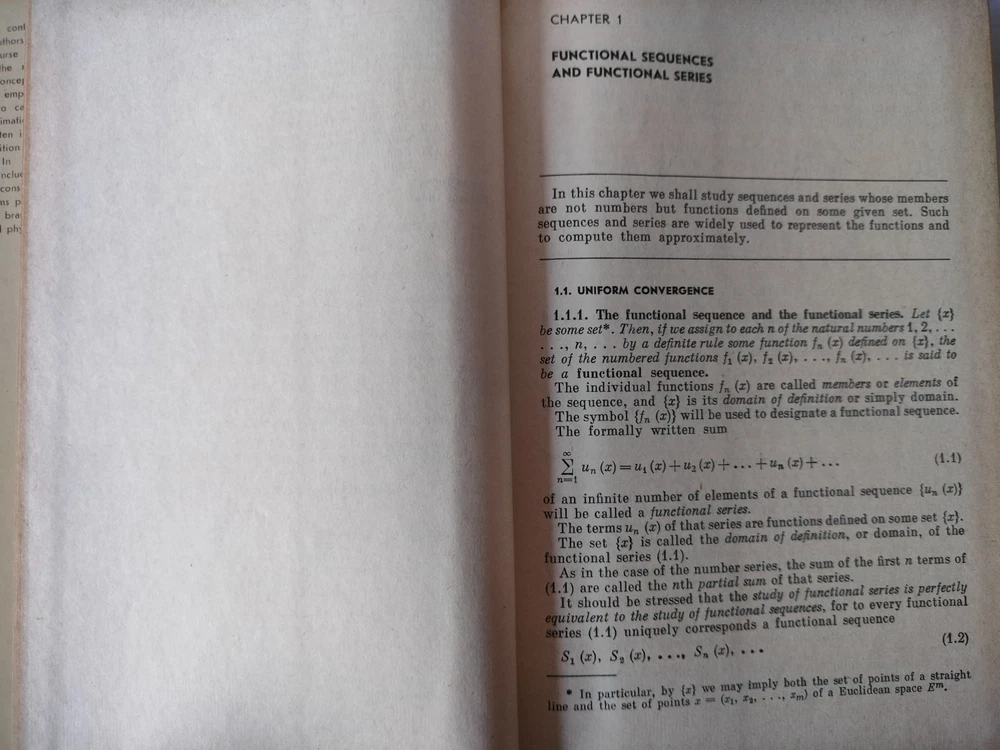 CHAPTER 1
FUNCTIONAL SEQUENCES
AND FUNCTIONAL SERIES
In this chapter we shall study sequences and series whose members
are not numbers but functions defined on some given set. Such
sequences and series are widely used to represent the functions and
to compute them approximately.
1.1. UNIFORM CONVERGENCE
1.1.1. The functional sequence and the functional series. Let {x}
be some set*. Then, if we assign to each n of the natural numbers 1, 2, . . .
. . ., n, . . . by a definite rule some function fₙ (x) defined on {x}, the
set of the numbered functions f₁ (x), f₂ (x), . . ., fₙ (x), . . . is said to
be a functional sequence.
The individual functions fₙ (x) are called members or elements of
the sequence, and {x} is its domain of definition or simply domain.
The symbol {fₙ (x)} will be used to designate a functional sequence.
The formally written sum
∞
∑ uₙ (x) = u₁ (x) + u₂ (x) + . . . + uₙ (x) + . . . (1.1)
n=1
of an infinite number of elements of a functional sequence {uₙ (x)}
will be called a functional series.
The terms uₙ (x) of that series are functions defined on some set {x}.
The set {x} is called the domain of definition, or domain, of the
functional series (1.1).
As in the case of the number series, the sum of the first n terms of
(1.1) are called the nth partial sum of that series.
It should be stressed that the study of functional series is perfectly
equivalent to the study of functional sequences, for to every functional
series (1.1) uniquely corresponds a functional sequence
S₁ (x), S₂ (x), . . ., Sₙ (x), . . . (1.2)
* In particular, by {x} we may imply both the set of points of a straight
line and the set of points x = (x₁, x₂, . . ., xₘ) of a Euclidean space Eᵐ.